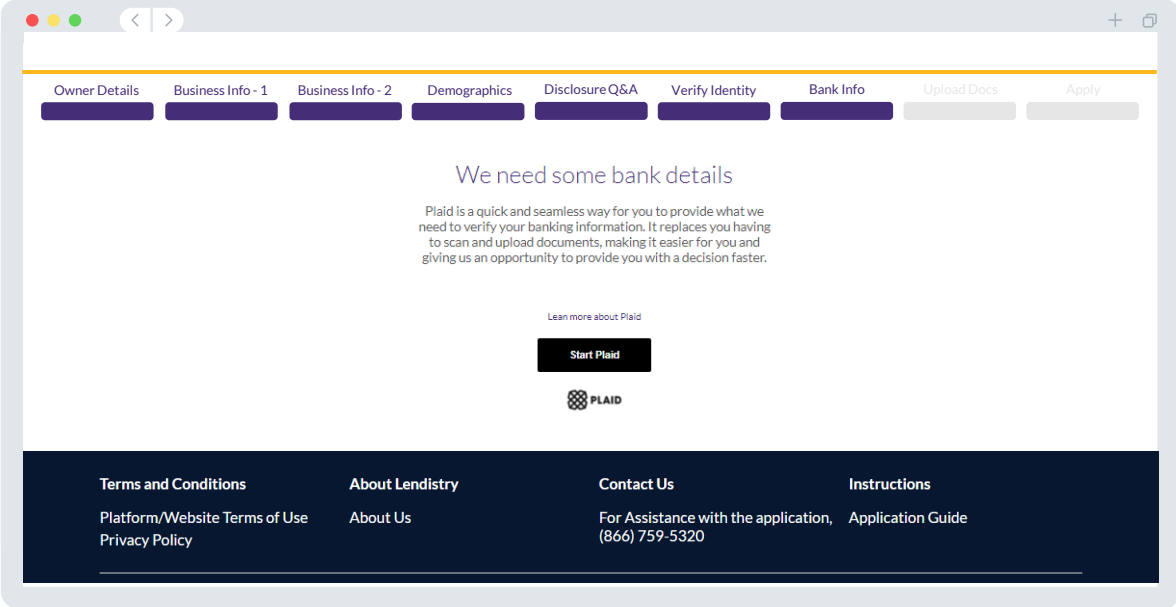 Owner Details
Business Info - 1
Business Info - 2
Demographics
Disclosure Q&A
Verify Identity
Bank Info
Upload Docs
Apply
We need some bank details
Plaid is a quick and seamless way for you to provide what we
need to verify your banking information. It replaces you having
to scan and upload documents, making it easier for you and
giving us an opportunity to provide you with a decision faster.
Lean more about Plaid
Start Plaid
PLAID
Terms and Conditions
Platform/Website Terms of Use
Privacy Policy
About Lendistry
About Us
Contact Us
For Assistance with the application,
(866) 759-5320
Instructions
Application Guide